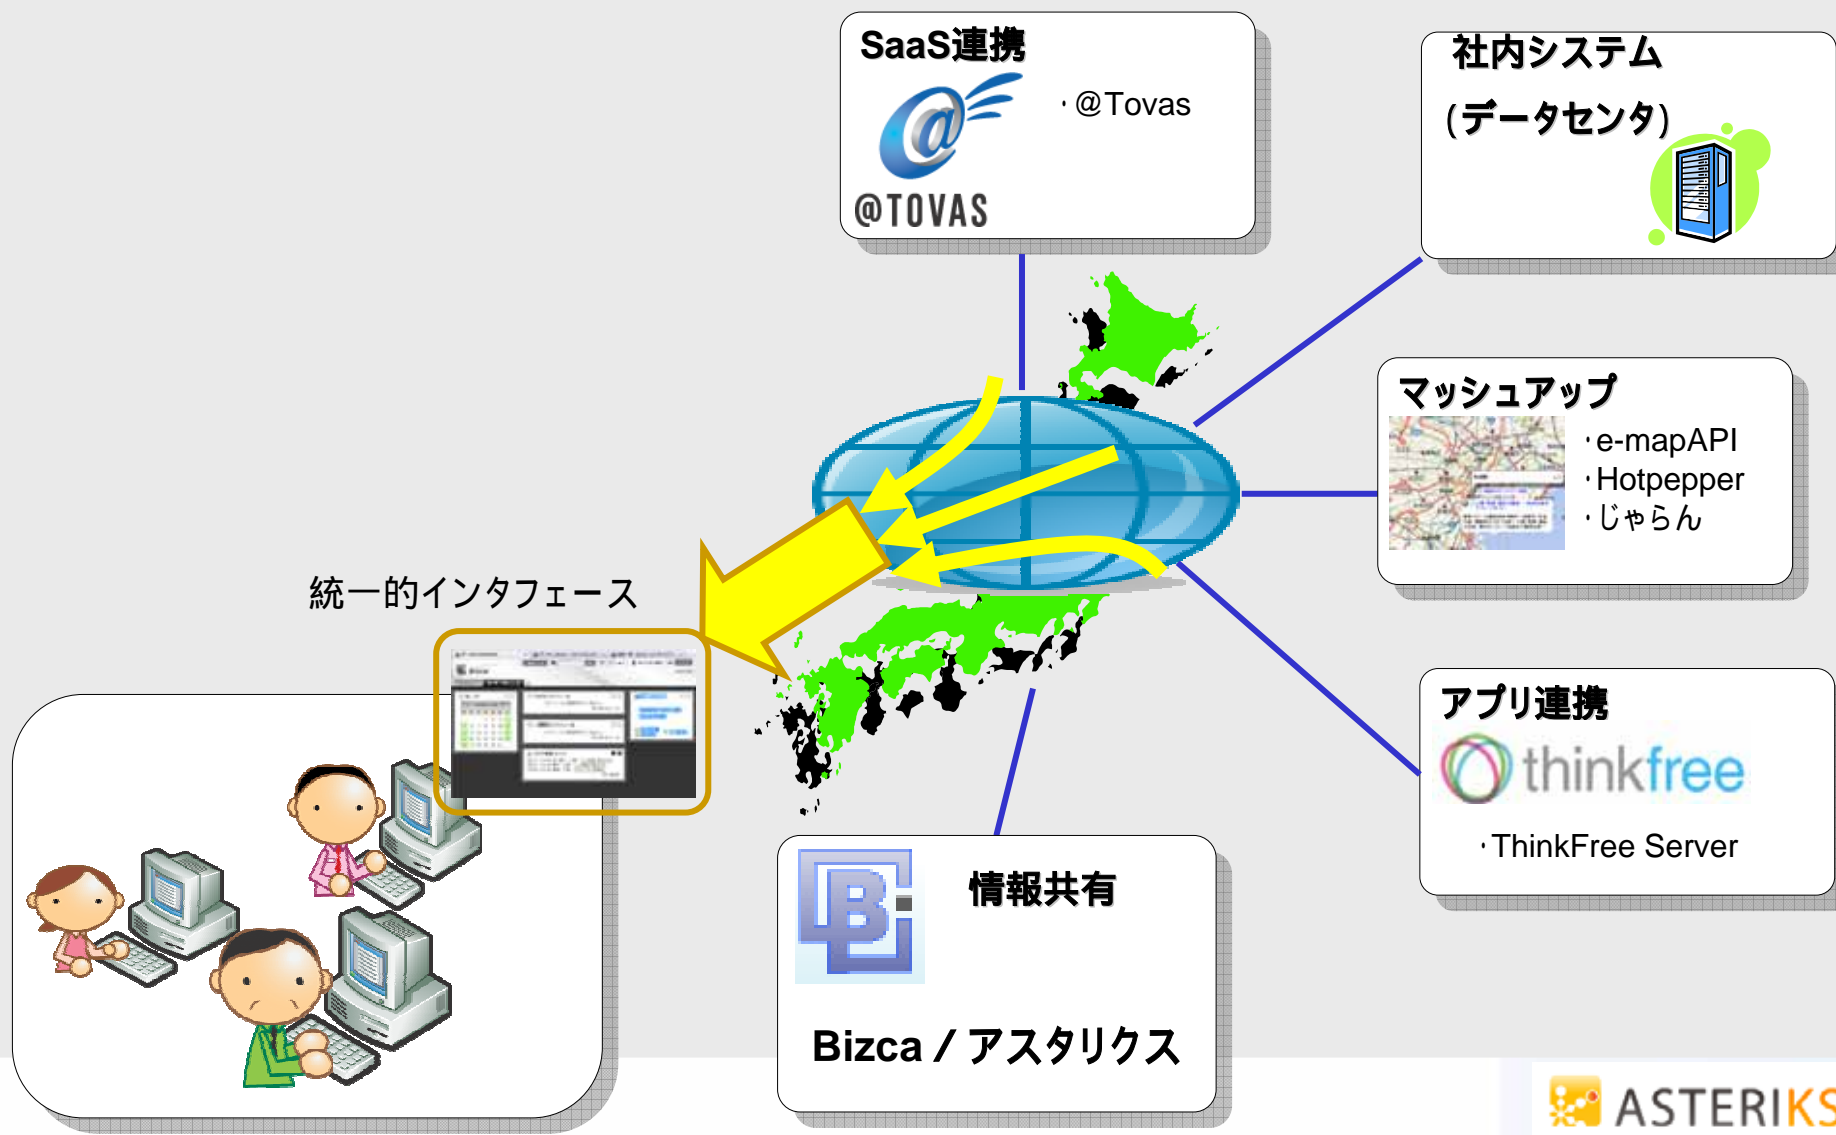 SaaS連携
・@Tovas
@TOVAS
社内システム
(データセンタ)
マッシュアップ
・e-mapAPI
・Hotpepper
・じゃらん
統一的インタフェース
アプリ連携
thinkfree
・ThinkFree Server
情報共有
Bizca / アスタリクス
ASTERIKS